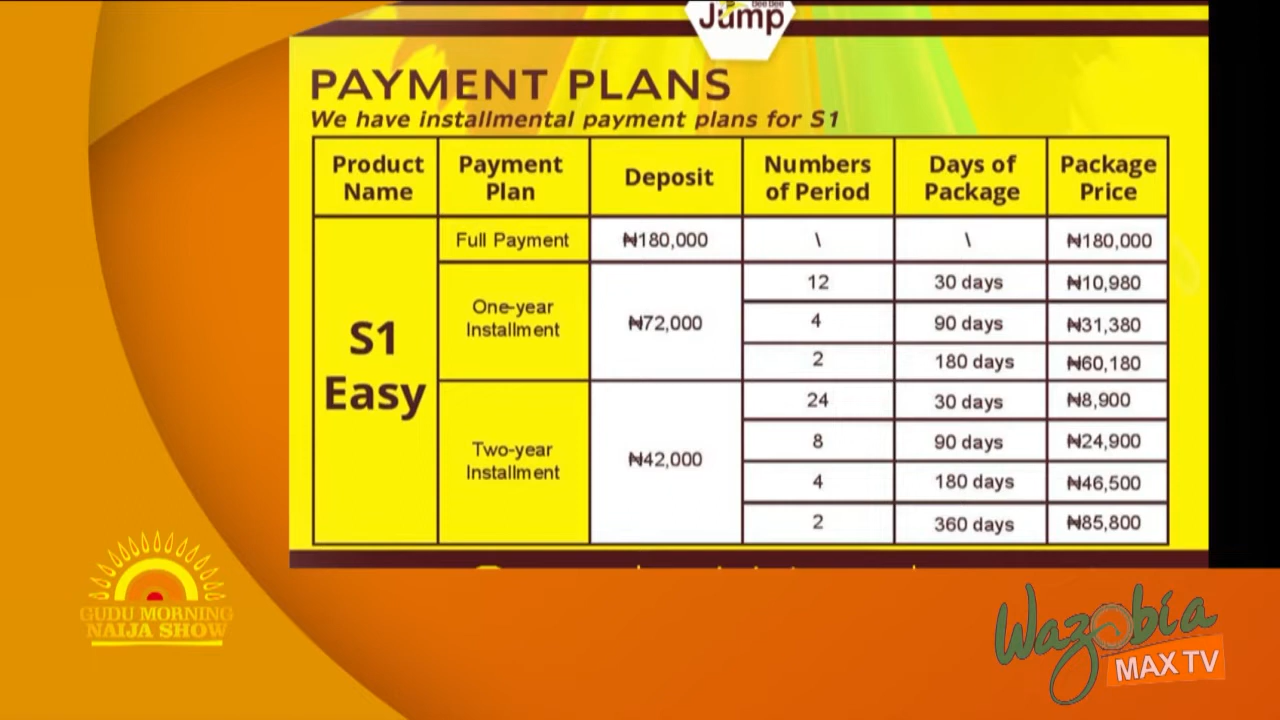 Bee Bee
Jump
PAYMENT PLANS
We have installmental payment plans for S1
Product Name Payment Plan Deposit Numbers of Period Days of Package Package Price
S1 Easy
Full Payment ₦180,000 \ \ ₦180,000
One-year Installment ₦72,000
12 30 days ₦10,980
4 90 days ₦31,380
2 180 days ₦60,180
Two-year Installment ₦42,000
24 30 days ₦8,900
8 90 days ₦24,900
4 180 days ₦46,500
2 360 days ₦85,800
GUDU MORNING
NAIJA SHOW
Wazobia
MAX TV